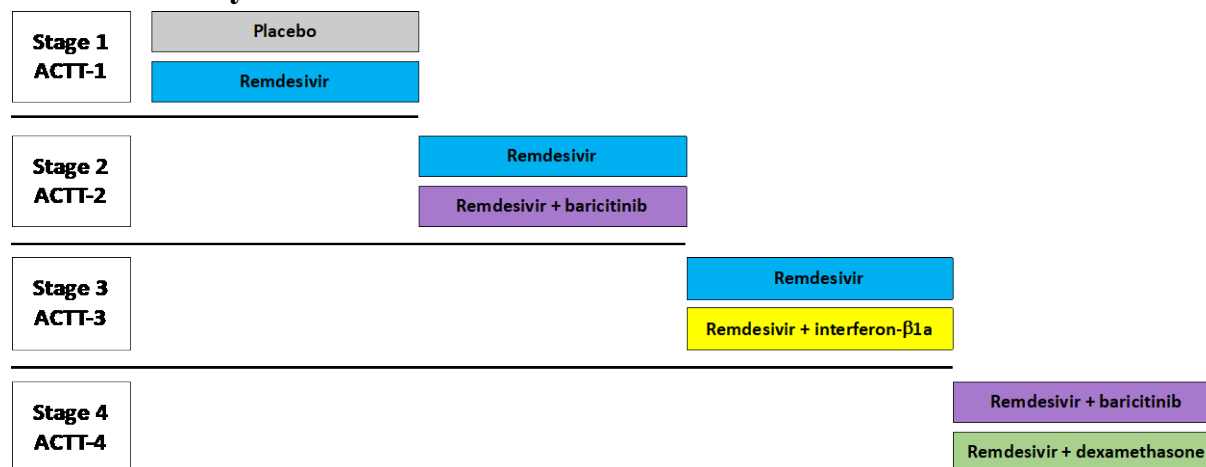 Stage 1
ACTT-1
Placebo
Remdesivir
Stage 2
ACTT-2
Remdesivir
Remdesivir + baricitinib
Stage 3
ACTT-3
Remdesivir
Remdesivir + interferon-β1a
Stage 4
ACTT-4
Remdesivir + baricitinib
Remdesivir + dexamethasone